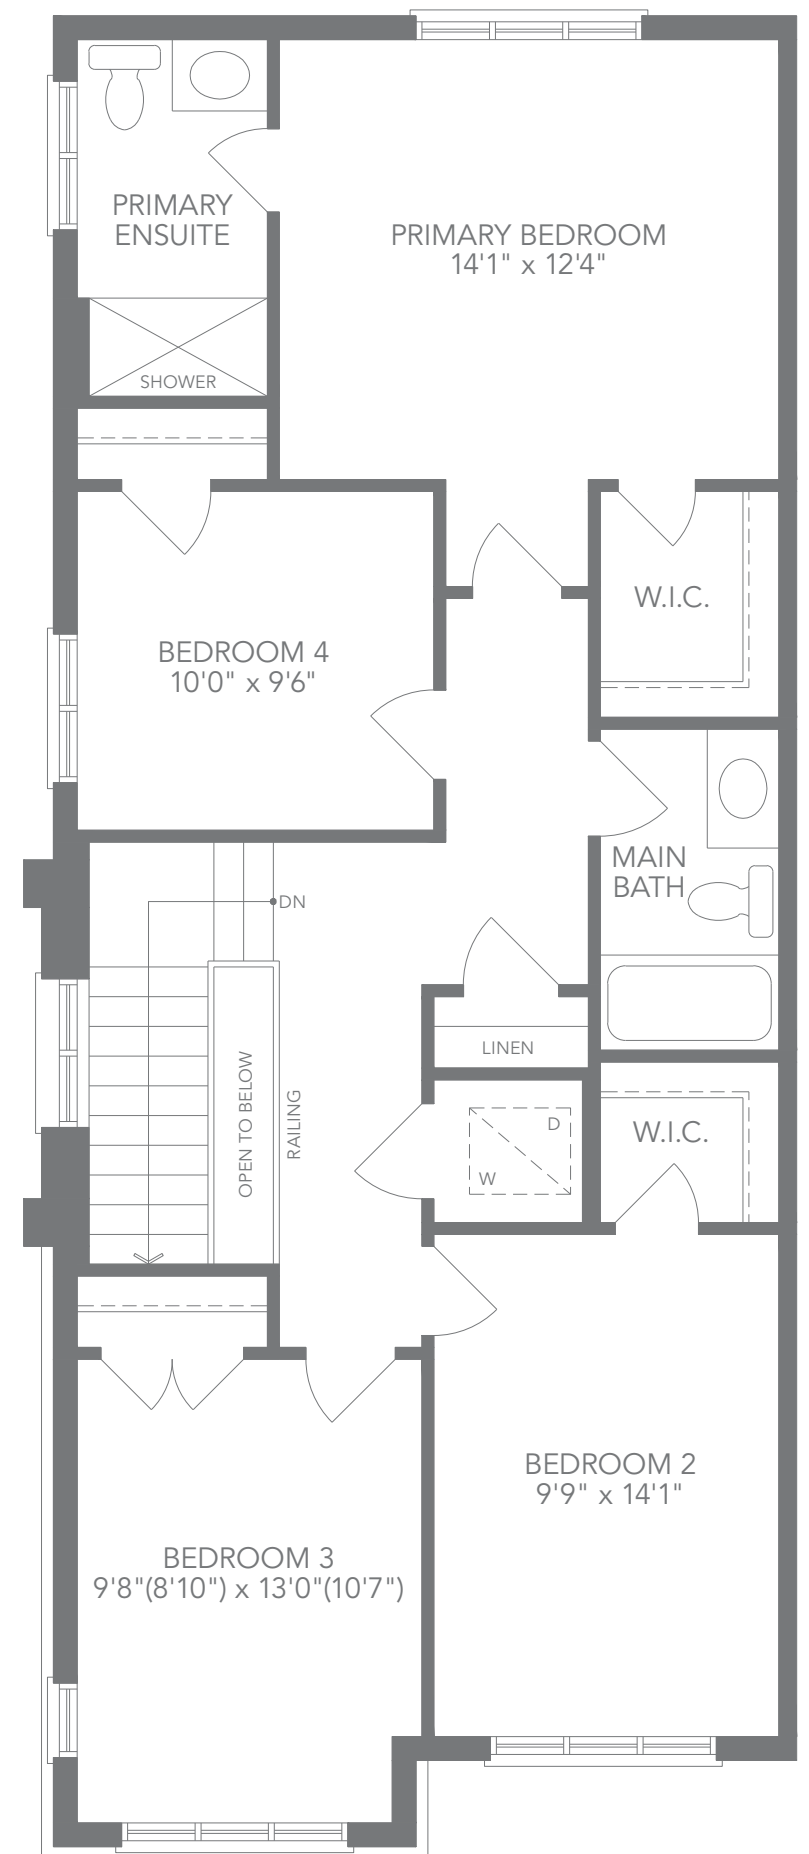 PRIMARY
ENSUITE
PRIMARY BEDROOM
14'1" x 12'4"
SHOWER
W.I.C.
BEDROOM 4
10'0" x 9'6"
MAIN
BATH
DN
LINEN
OPEN TO BELOW
RAILING
D
W
W.I.C.
BEDROOM 2
9'9" x 14'1"
BEDROOM 3
9'8"(8'10") x 13'0"(10'7")